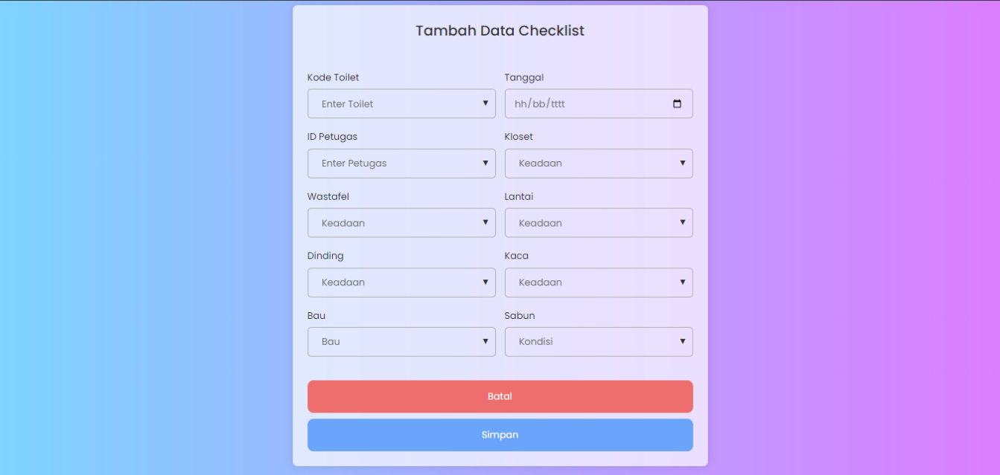 Tambah Data Checklist
Kode Toilet
Tanggal
Enter Toilet
hh/bb/tttt
ID Petugas
Kloset
Enter Petugas
Keadaan
Wastafel
Lantai
Keadaan
Keadaan
Dinding
Kaca
Keadaan
Keadaan
Bau
Sabun
Bau
Kondisi
Batal
Simpan